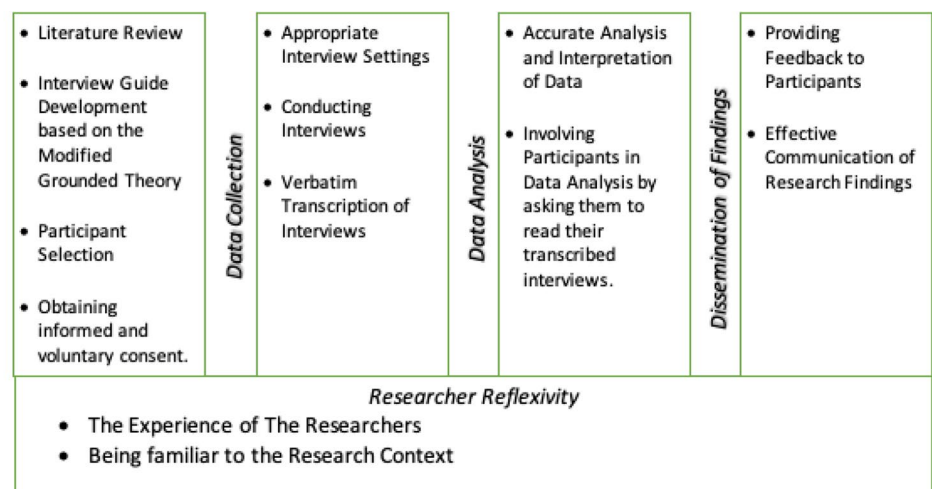 • Literature Review
• Interview Guide
Development
based on the
Modified
Grounded Theory
• Participant
Selection
• Obtaining
informed and
voluntary consent.
Data Collection
• Appropriate
Interview Settings
• Conducting
Interviews
• Verbatim
Transcription of
Interviews
Data Analysis
• Accurate Analysis
and Interpretation
of Data
• Involving
Participants in
Data Analysis by
asking them to
read their
transcribed
interviews.
Dissemination of Findings
• Providing
Feedback to
Participants
• Effective
Communication of
Research Findings
Researcher Reflexivity
• The Experience of The Researchers
• Being familiar to the Research Context